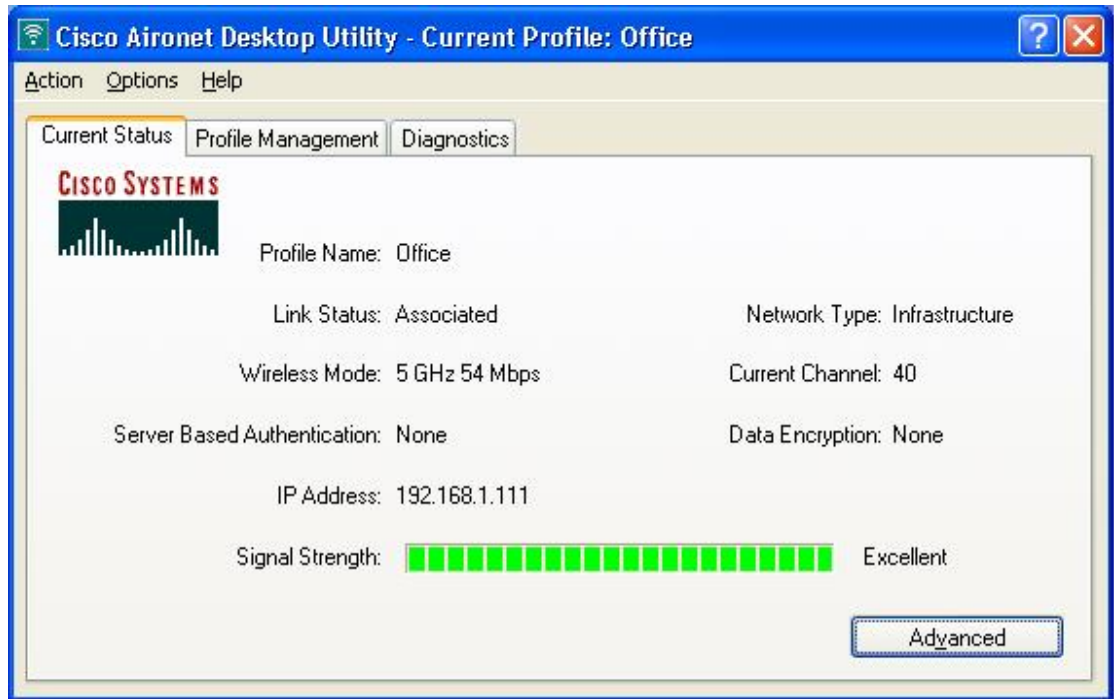 Cisco Aironet Desktop Utility - Current Profile: Office
Action Options Help
Current Status Profile Management Diagnostics
CISCO SYSTEMS
Profile Name: Office
Link Status: Associated Network Type: Infrastructure
Wireless Mode: 5 GHz 54 Mbps Current Channel: 40
Server Based Authentication: None Data Encryption: None
IP Address: 192.168.1.111
Signal Strength: Excellent
Advanced